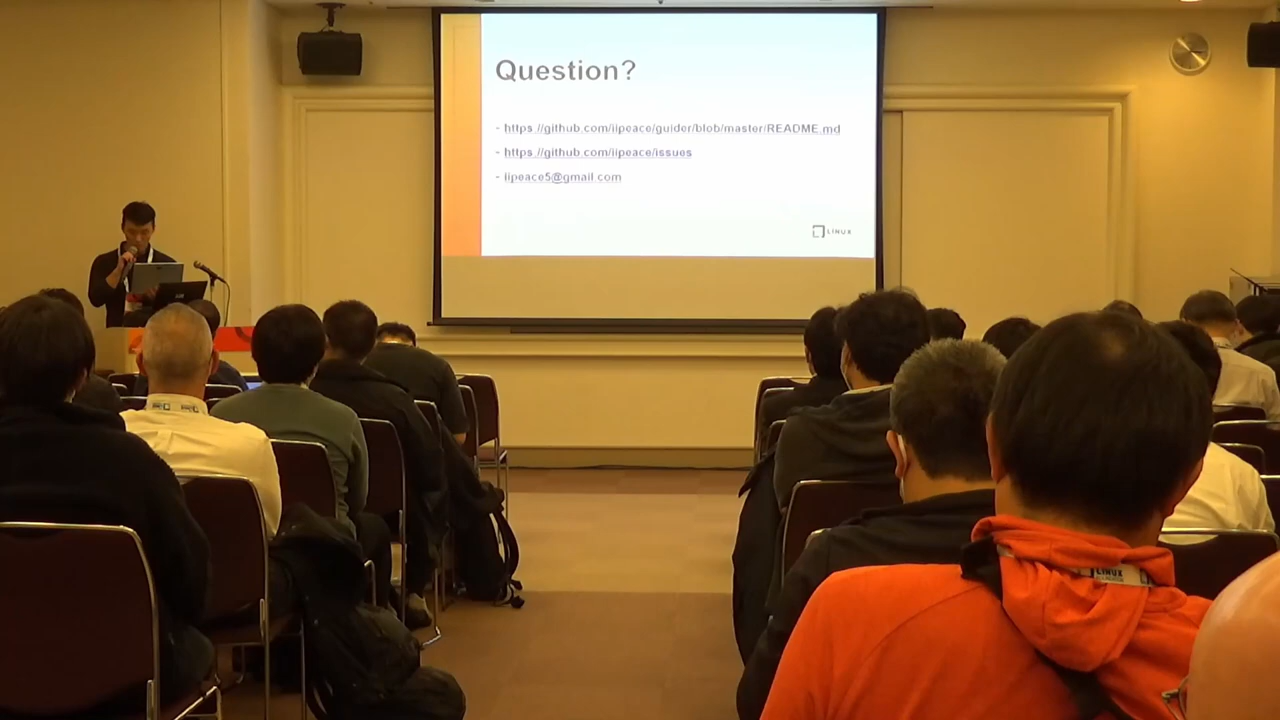 Question?
- https://github.com/iipeace/guider/blob/master/README.md
- https://github.com/iipeace/issues
- iipeace5@gmail.com
LINUX
LINUX